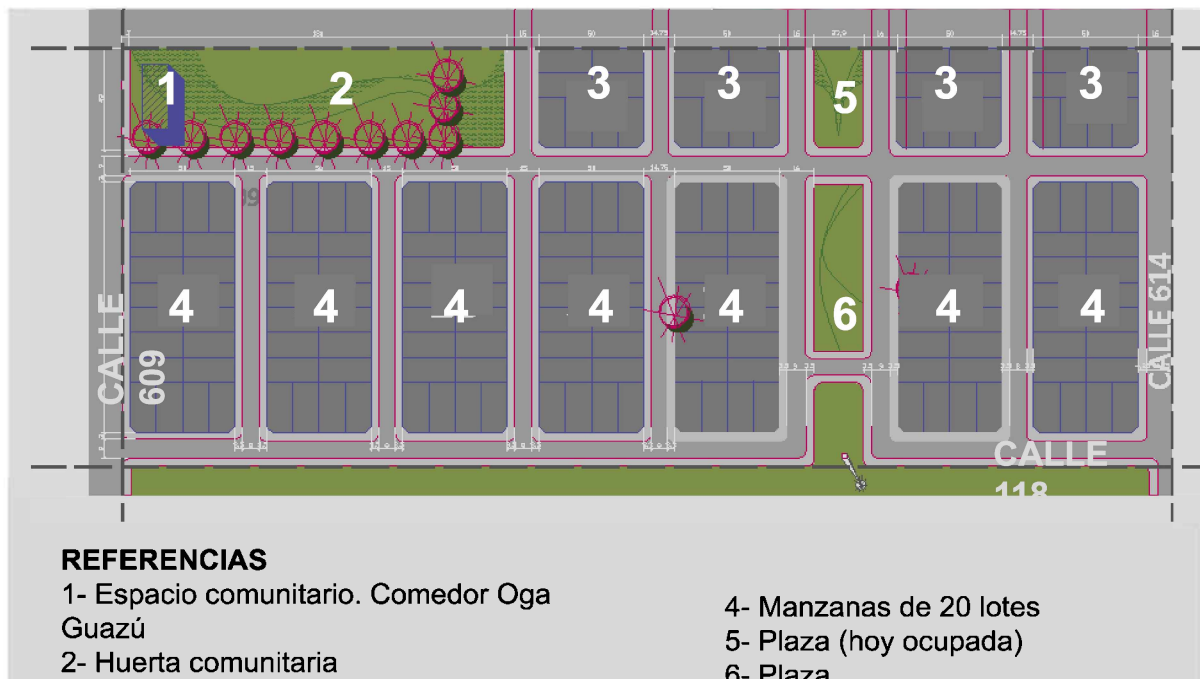 1
2
3
3
5
3
3
4
4
4
4
4
6
4
4
CALLE
609
CALLE 614
CALLE
118
REFERENCIAS
1- Espacio comunitario. Comedor Oga
Guazú
2- Huerta comunitaria
4- Manzanas de 20 lotes
5- Plaza (hoy ocupada)
6- Plaza